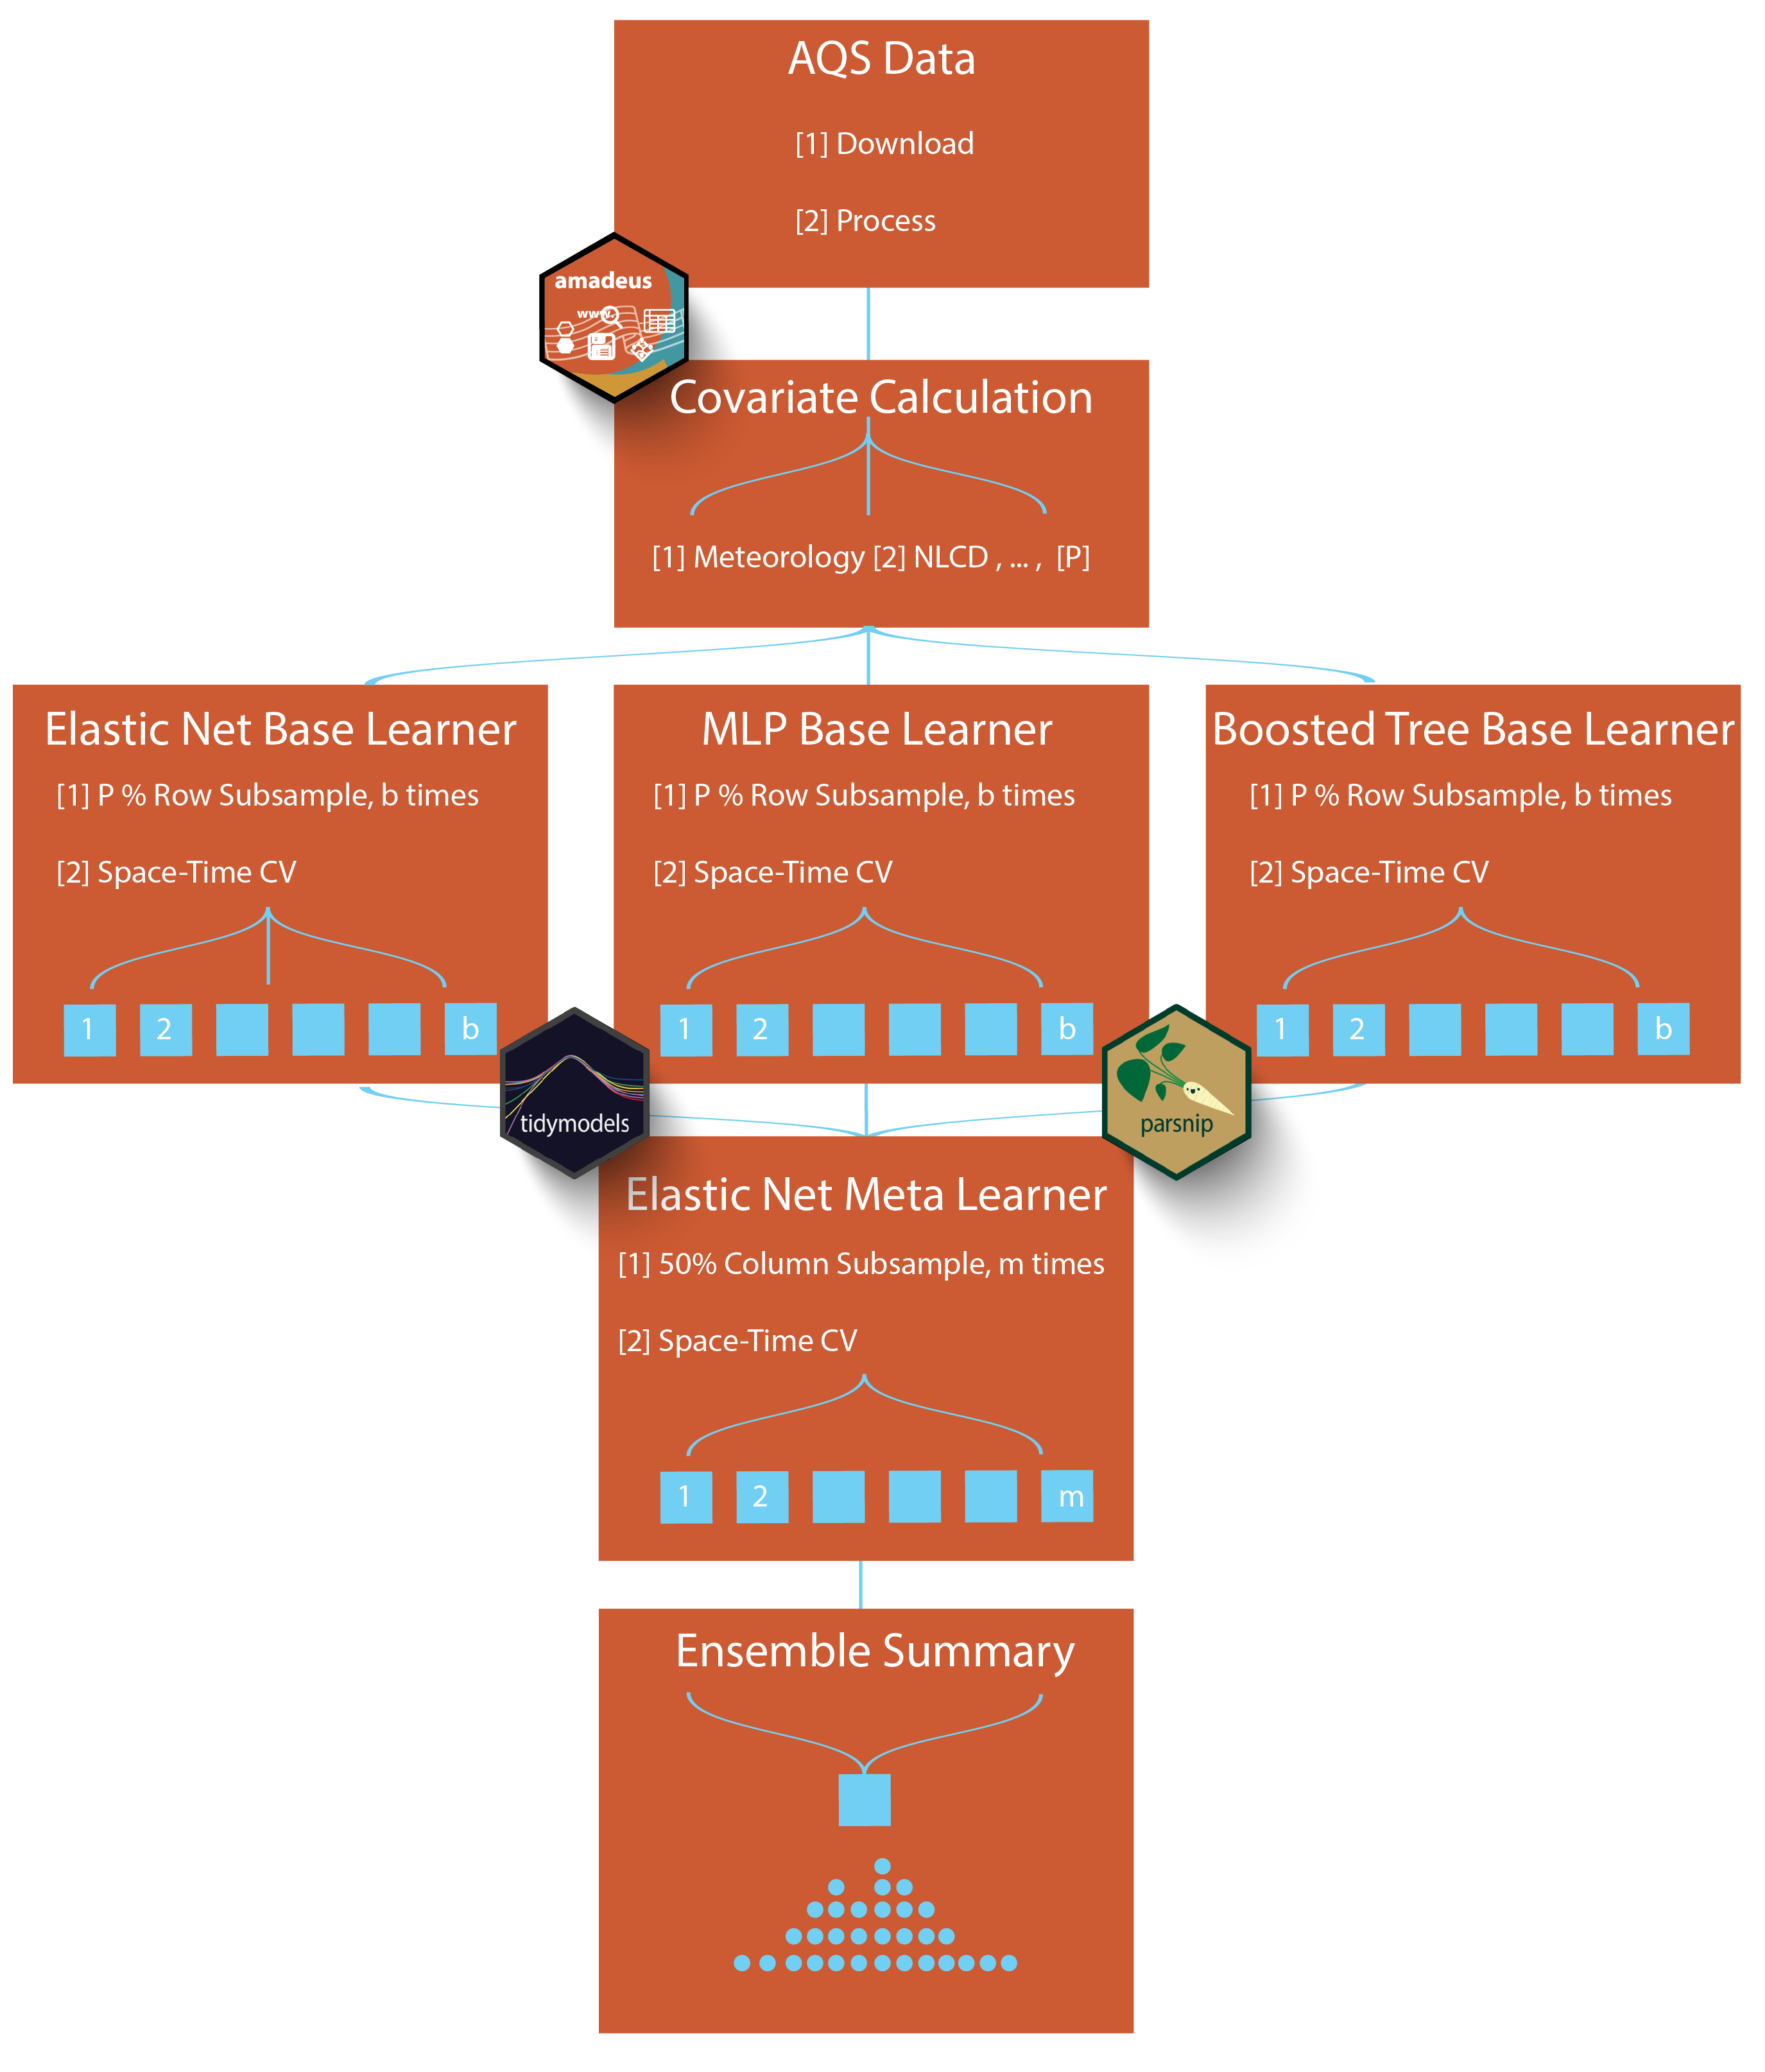 AQS Data
[1] Download
[2] Process
amadeus
www.
Covariate Calculation
[1] Meteorology [2] NLCD , ... , [P]
Elastic Net Base Learner
[1] P % Row Subsample, b times
[2] Space-Time CV
1 2 b
MLP Base Learner
[1] P % Row Subsample, b times
[2] Space-Time CV
1 2 b
Boosted Tree Base Learner
[1] P % Row Subsample, b times
[2] Space-Time CV
1 2 b
tidymodels
parsnip
Elastic Net Meta Learner
[1] 50% Column Subsample, m times
[2] Space-Time CV
1 2 m
Ensemble Summary